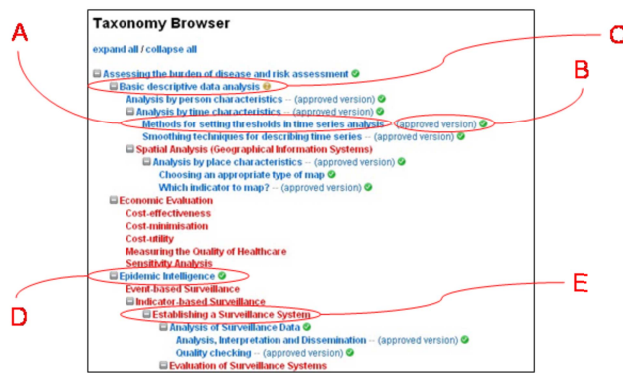 Taxonomy Browser
A
C
expand all / collapse all
B
Assessing the burden of disease and risk assessment
Basic descriptive data analysis
Analysis by person characteristics -- (approved version)
Analysis by time characteristics -- (approved version)
Methods for setting thresholds in time series analysis - (approved version)
Smoothing techniques for describing time series -- (approved version)
Spatial Analysis (Geographical Information Systems)
Analysis by place characteristics -- (approved version)
Choosing an appropriate type of map
Which indicator to map? -- (approved version)
Economic Evaluation
Cost-effectiveness
Cost-minimisation
Cost-utility
Measuring the Quality of Healthcare
Sensitivity Analysis
Epidemic Intelligence
E
Event-based Surveillance
Indicator-based Surveillance
D
Establishing a Surveillance System
Analysis of Surveillance Data
Analysis, Interpretation and Dissemination -- (approved version)
Quality checking -- (approved version)
Evaluation of Surveillance Systems